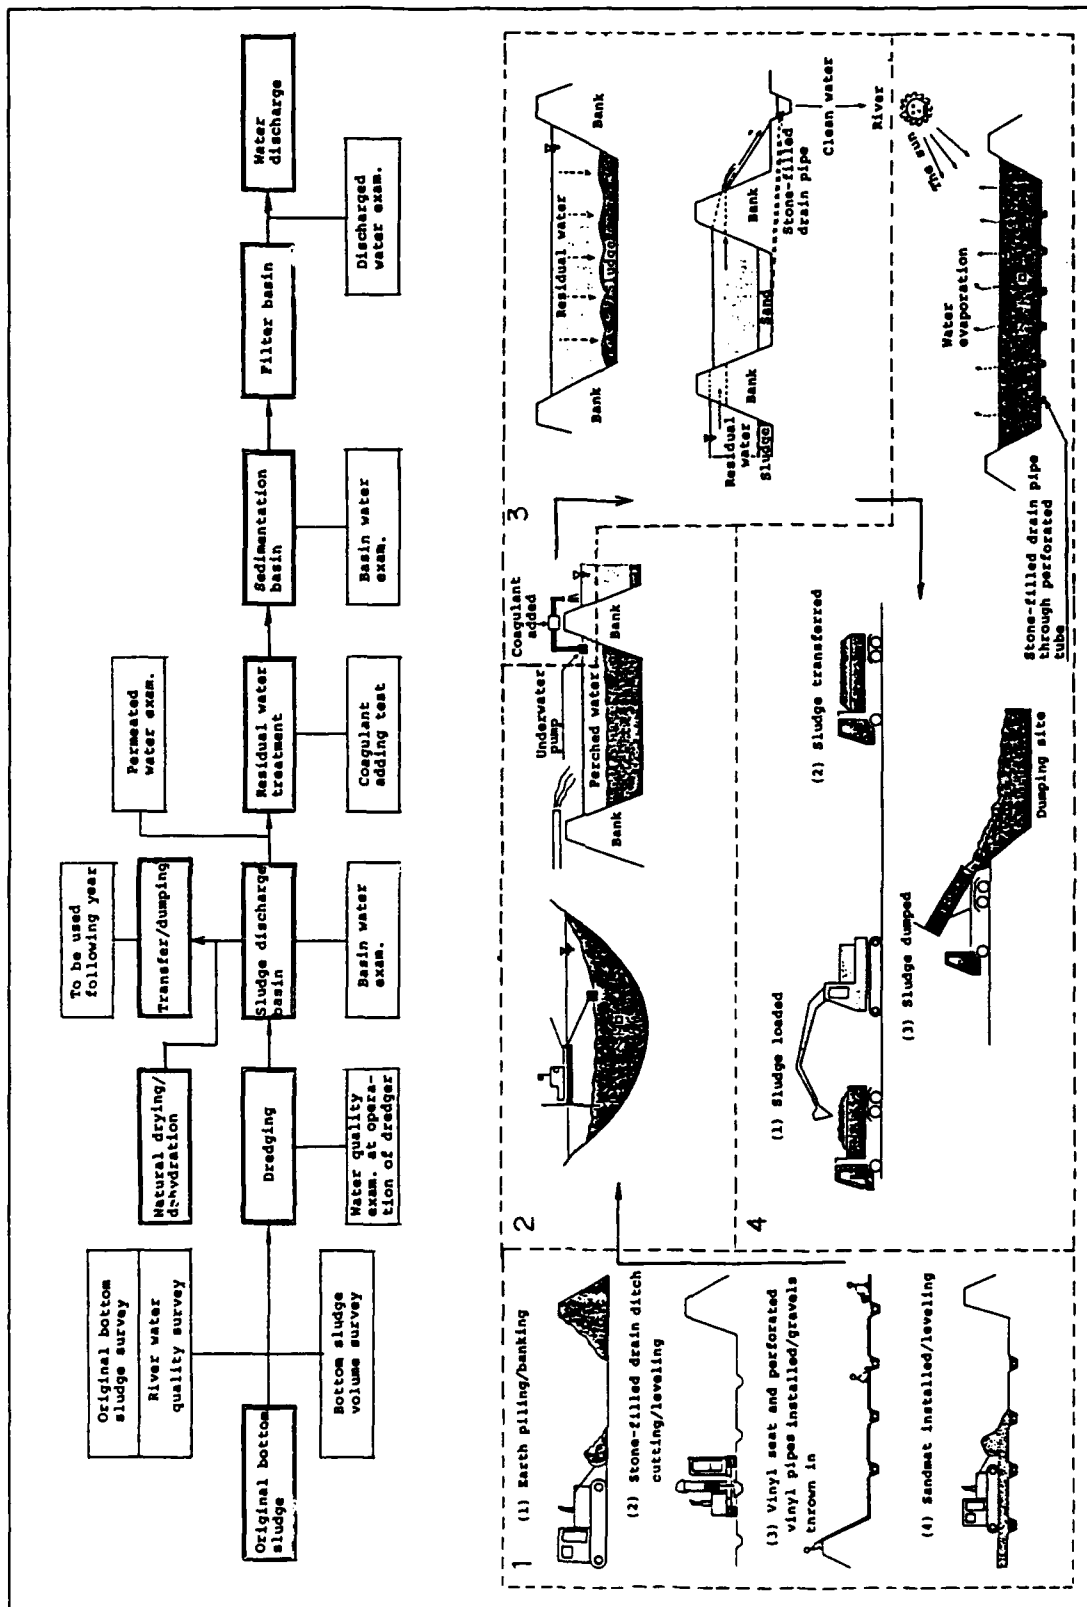 Original bottom
sludge
Original bottom
sludge survey
River water
quality survey
Bottom sludge
volume survey
Natural drying/
dehydration
Dredging
Water quality
exam. at opera-
tion of dredger
To be used
following year
Transfer/dumping
Sludge discharge
basin
Basin water
exam.
Permeated
water exam.
Residual water
treatment
Coagulant
adding test
Sedimentation
basin
Basin water
exam.
Filter basin
Discharged
water exam.
Water
discharge
1
(1) Earth piling/banking
(2) Stone-filled drain ditch
cutting/leveling
(3) Vinyl seat and perforated
vinyl pipes installed/gravels
thrown in
(4) Sandmat installed/leveling
2
Underwater
pump
Perched water
Bank
Bank
Coagulant
added
3
Bank
Residual water
Sludge
Bank
Residual
water
Sludge
Bank
Sand
Bank
Stone-filled
drain pipe
Clean water
River
The sun
Water
evaporation
Stone-filled drain pipe
through perforated
tube
4
(1) Sludge loaded
(2) Sludge transferred
(3) Sludge dumped
Dumping site